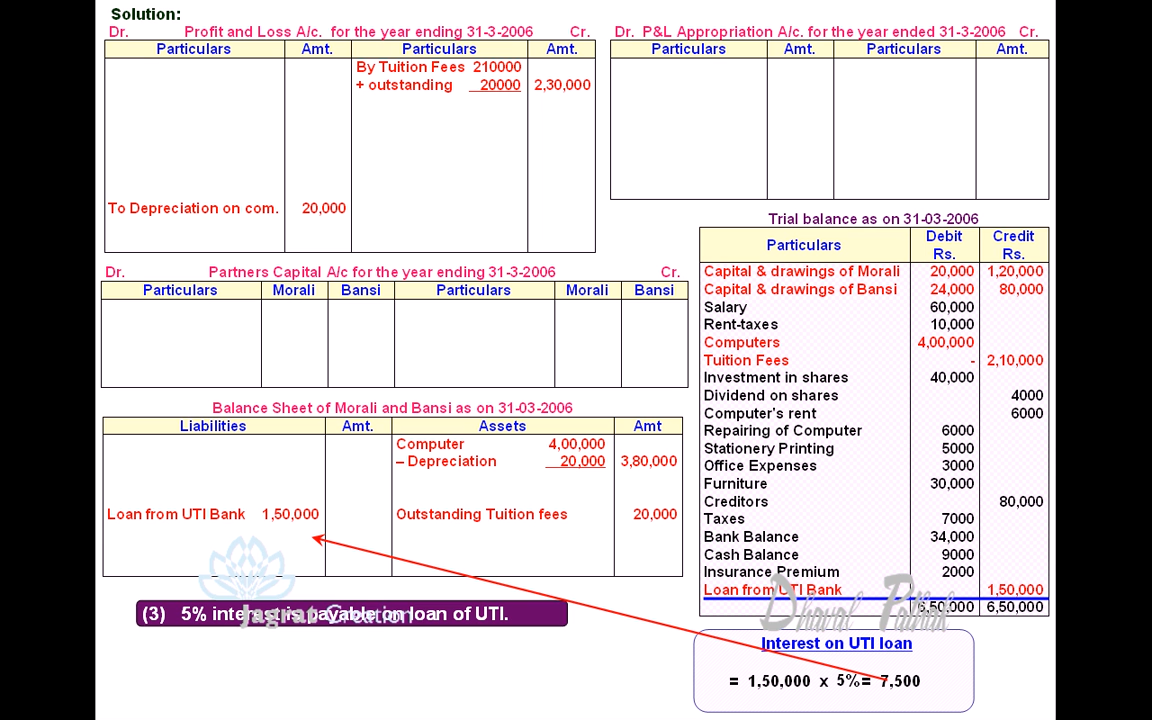 Solution:
Dr. Profit and Loss A/c. for the year ending 31-3-2006 Cr.
Particulars Amt. Particulars Amt.
By Tuition Fees 210000
+ outstanding 20000 2,30,000
To Depreciation on com. 20,000
Dr. P&L Appropriation A/c. for the year ended 31-3-2006 Cr.
Particulars Amt. Particulars Amt.
Dr. Partners Capital A/c for the year ending 31-3-2006 Cr.
Particulars Morali Bansi Particulars Morali Bansi
Balance Sheet of Morali and Bansi as on 31-03-2006
Liabilities Amt. Assets Amt
Computer 4,00,000
– Depreciation 20,000 3,80,000
Loan from UTI Bank 1,50,000 Outstanding Tuition fees 20,000
Trial balance as on 31-03-2006
Particulars Debit Rs. Credit Rs.
Capital & drawings of Morali 20,000 1,20,000
Capital & drawings of Bansi 24,000 80,000
Salary 60,000
Rent-taxes 10,000
Computers 4,00,000
Tuition Fees - 2,10,000
Investment in shares 40,000
Dividend on shares 4000
Computer's rent 6000
Repairing of Computer 6000
Stationery Printing 5000
Office Expenses 3000
Furniture 30,000
Creditors 80,000
Taxes 7000
Bank Balance 34,000
Cash Balance 9000
Insurance Premium 2000
Loan from UTI Bank 1,50,000
6,50,000 6,50,000
(3) 5% interest is payable on loan of UTI.
Jagrat Creation
Dhaval Pathak
Interest on UTI loan
= 1,50,000 x 5% = 7,500